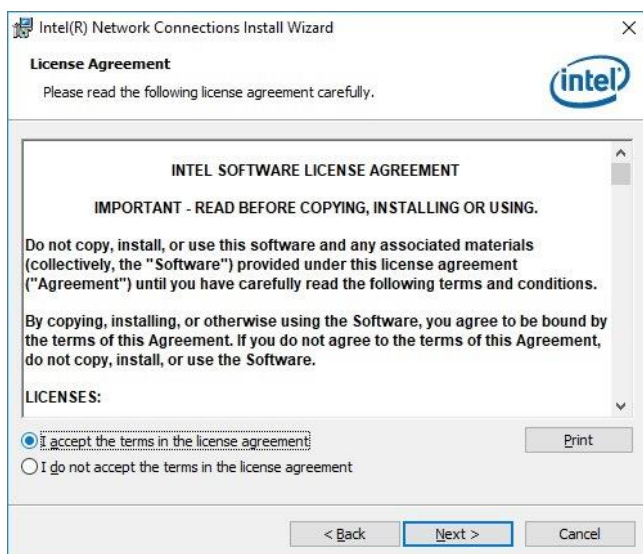 Intel(R) Network Connections Install Wizard
License Agreement
Please read the following license agreement carefully.
intel
INTEL SOFTWARE LICENSE AGREEMENT
IMPORTANT - READ BEFORE COPYING, INSTALLING OR USING.
Do not copy, install, or use this software and any associated materials
(collectively, the "Software") provided under this license agreement
("Agreement") until you have carefully read the following terms and conditions.
By copying, installing, or otherwise using the Software, you agree to be bound by
the terms of this Agreement. If you do not agree to the terms of this Agreement,
do not copy, install, or use the Software.
LICENSES:
I accept the terms in the license agreement
Print
I do not accept the terms in the license agreement
< Back
Next >
Cancel